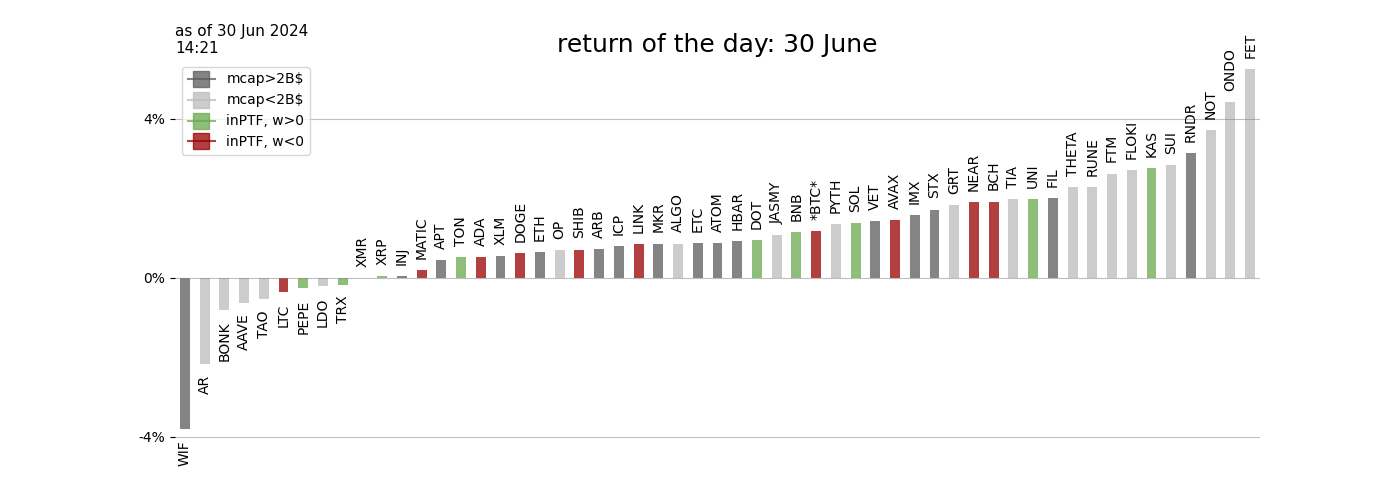 as of 30 Jun 2024
14:21
return of the day: 30 June
mcap>2B$
mcap<2B$
inPTF, w>0
inPTF, w<0
4%
0%
-4%
WIF
AR
BONK
AAVE
TAO
LTC
PEPE
LDO
TRX
XMR
XRP
INJ
MATIC
APT
TON
ADA
XLM
DOGE
ETH
OP
SHIB
ARB
ICP
LINK
MKR
ALGO
ETC
ATOM
HBAR
DOT
JASMY
BNB
*BTC*
PYTH
SOL
VET
AVAX
IMX
STX
GRT
NEAR
BCH
TIA
UNI
FIL
THETA
RUNE
FTM
FLOKI
KAS
SUI
RNDR
NOT
ONDO
FET